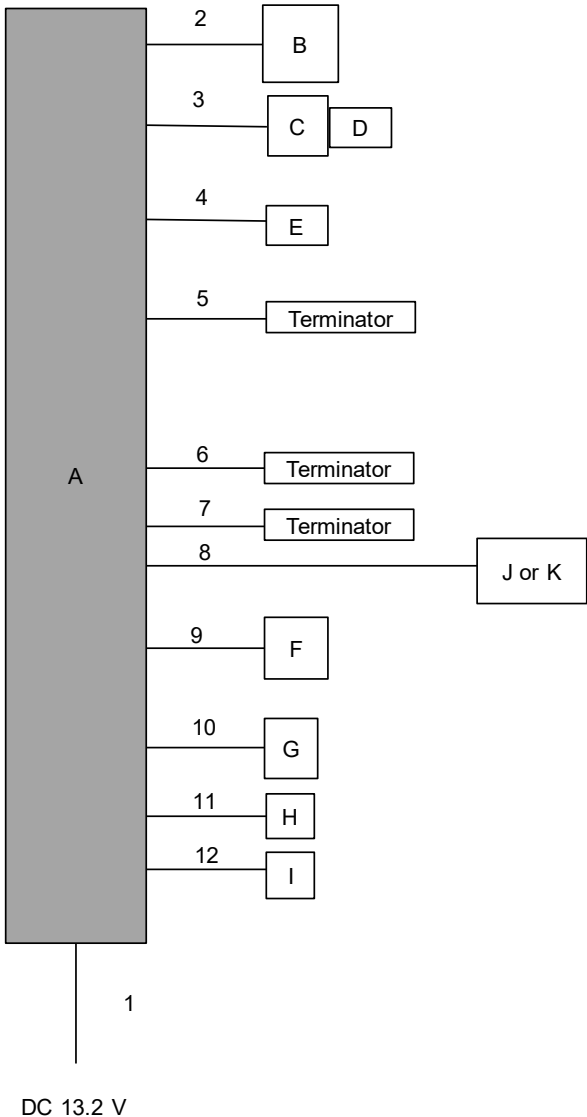 2
B
3
C
D
4
E
5
Terminator
A
6
Terminator
7
Terminator
8
J or K
9
F
10
G
11
H
12
I
1
DC 13.2 V